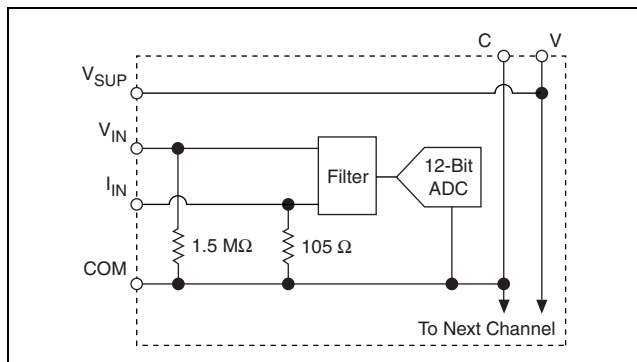 C V
V_SUP
V_IN
I_IN
Filter
12-Bit
ADC
1.5 MΩ
105 Ω
COM
To Next Channel